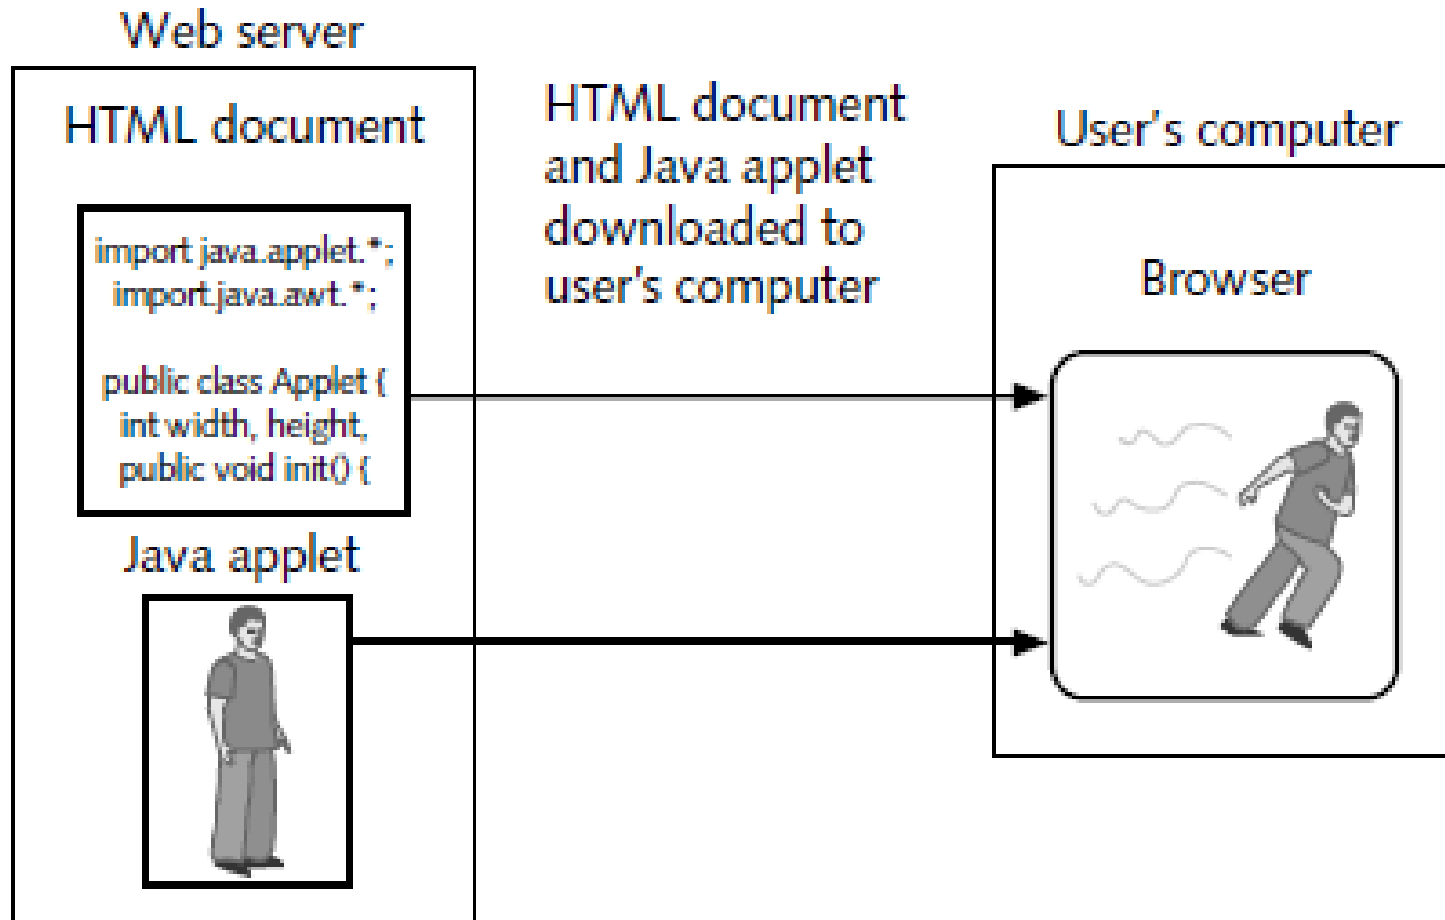 Web server
HTML document
import java.applet.*;
import.java.awt.*;
public class Applet {
int width, height,
public void init() {
Java applet
HTML document
and Java applet
downloaded to
user's computer
User's computer
Browser